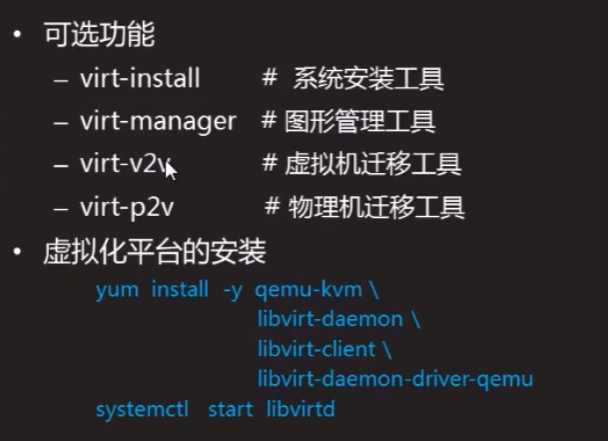 • 可选功能
– virt-install # 系统安装工具
– virt-manager # 图形管理工具
– virt-v2v # 虚拟机迁移工具
– virt-p2v # 物理机迁移工具
• 虚拟化平台的安装
yum install -y qemu-kvm \
libvirt-daemon \
libvirt-client \
libvirt-daemon-driver-qemu
systemctl start libvirtd